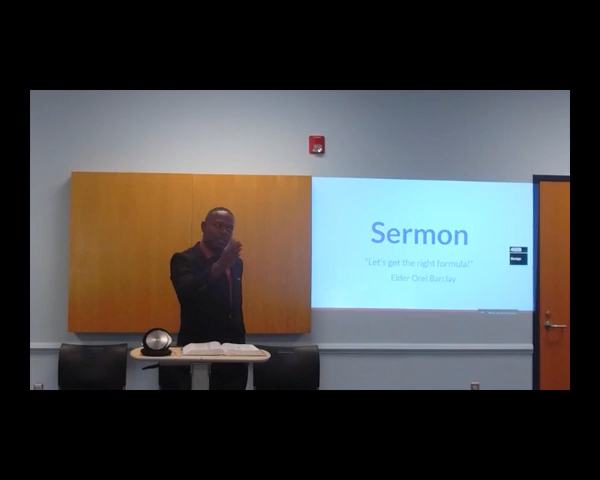 Sermon
"Let's get the right formula!"
Elder Orel Barclay